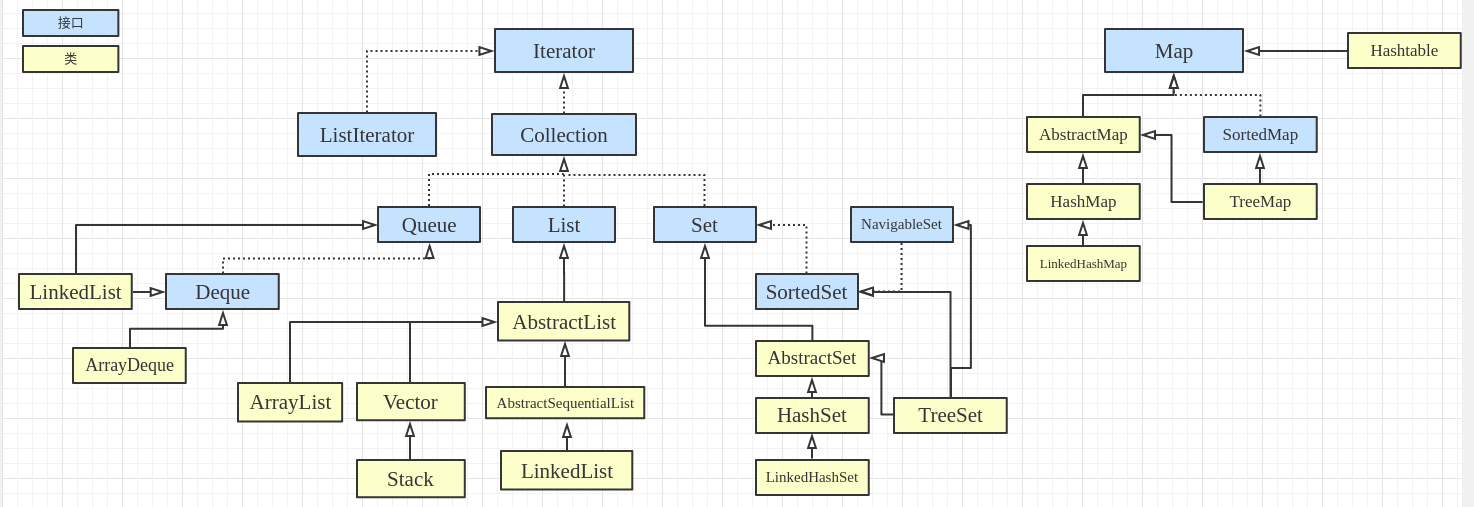 接口
类
Iterator
Map
Hashtable
ListIterator
Collection
AbstractMap
SortedMap
HashMap
TreeMap
Queue
List
Set
NavigableSet
LinkedHashMap
LinkedList
Deque
SortedSet
AbstractList
ArrayDeque
AbstractSet
ArrayList
Vector
AbstractSequentialList
HashSet
TreeSet
Stack
LinkedList
LinkedHashSet